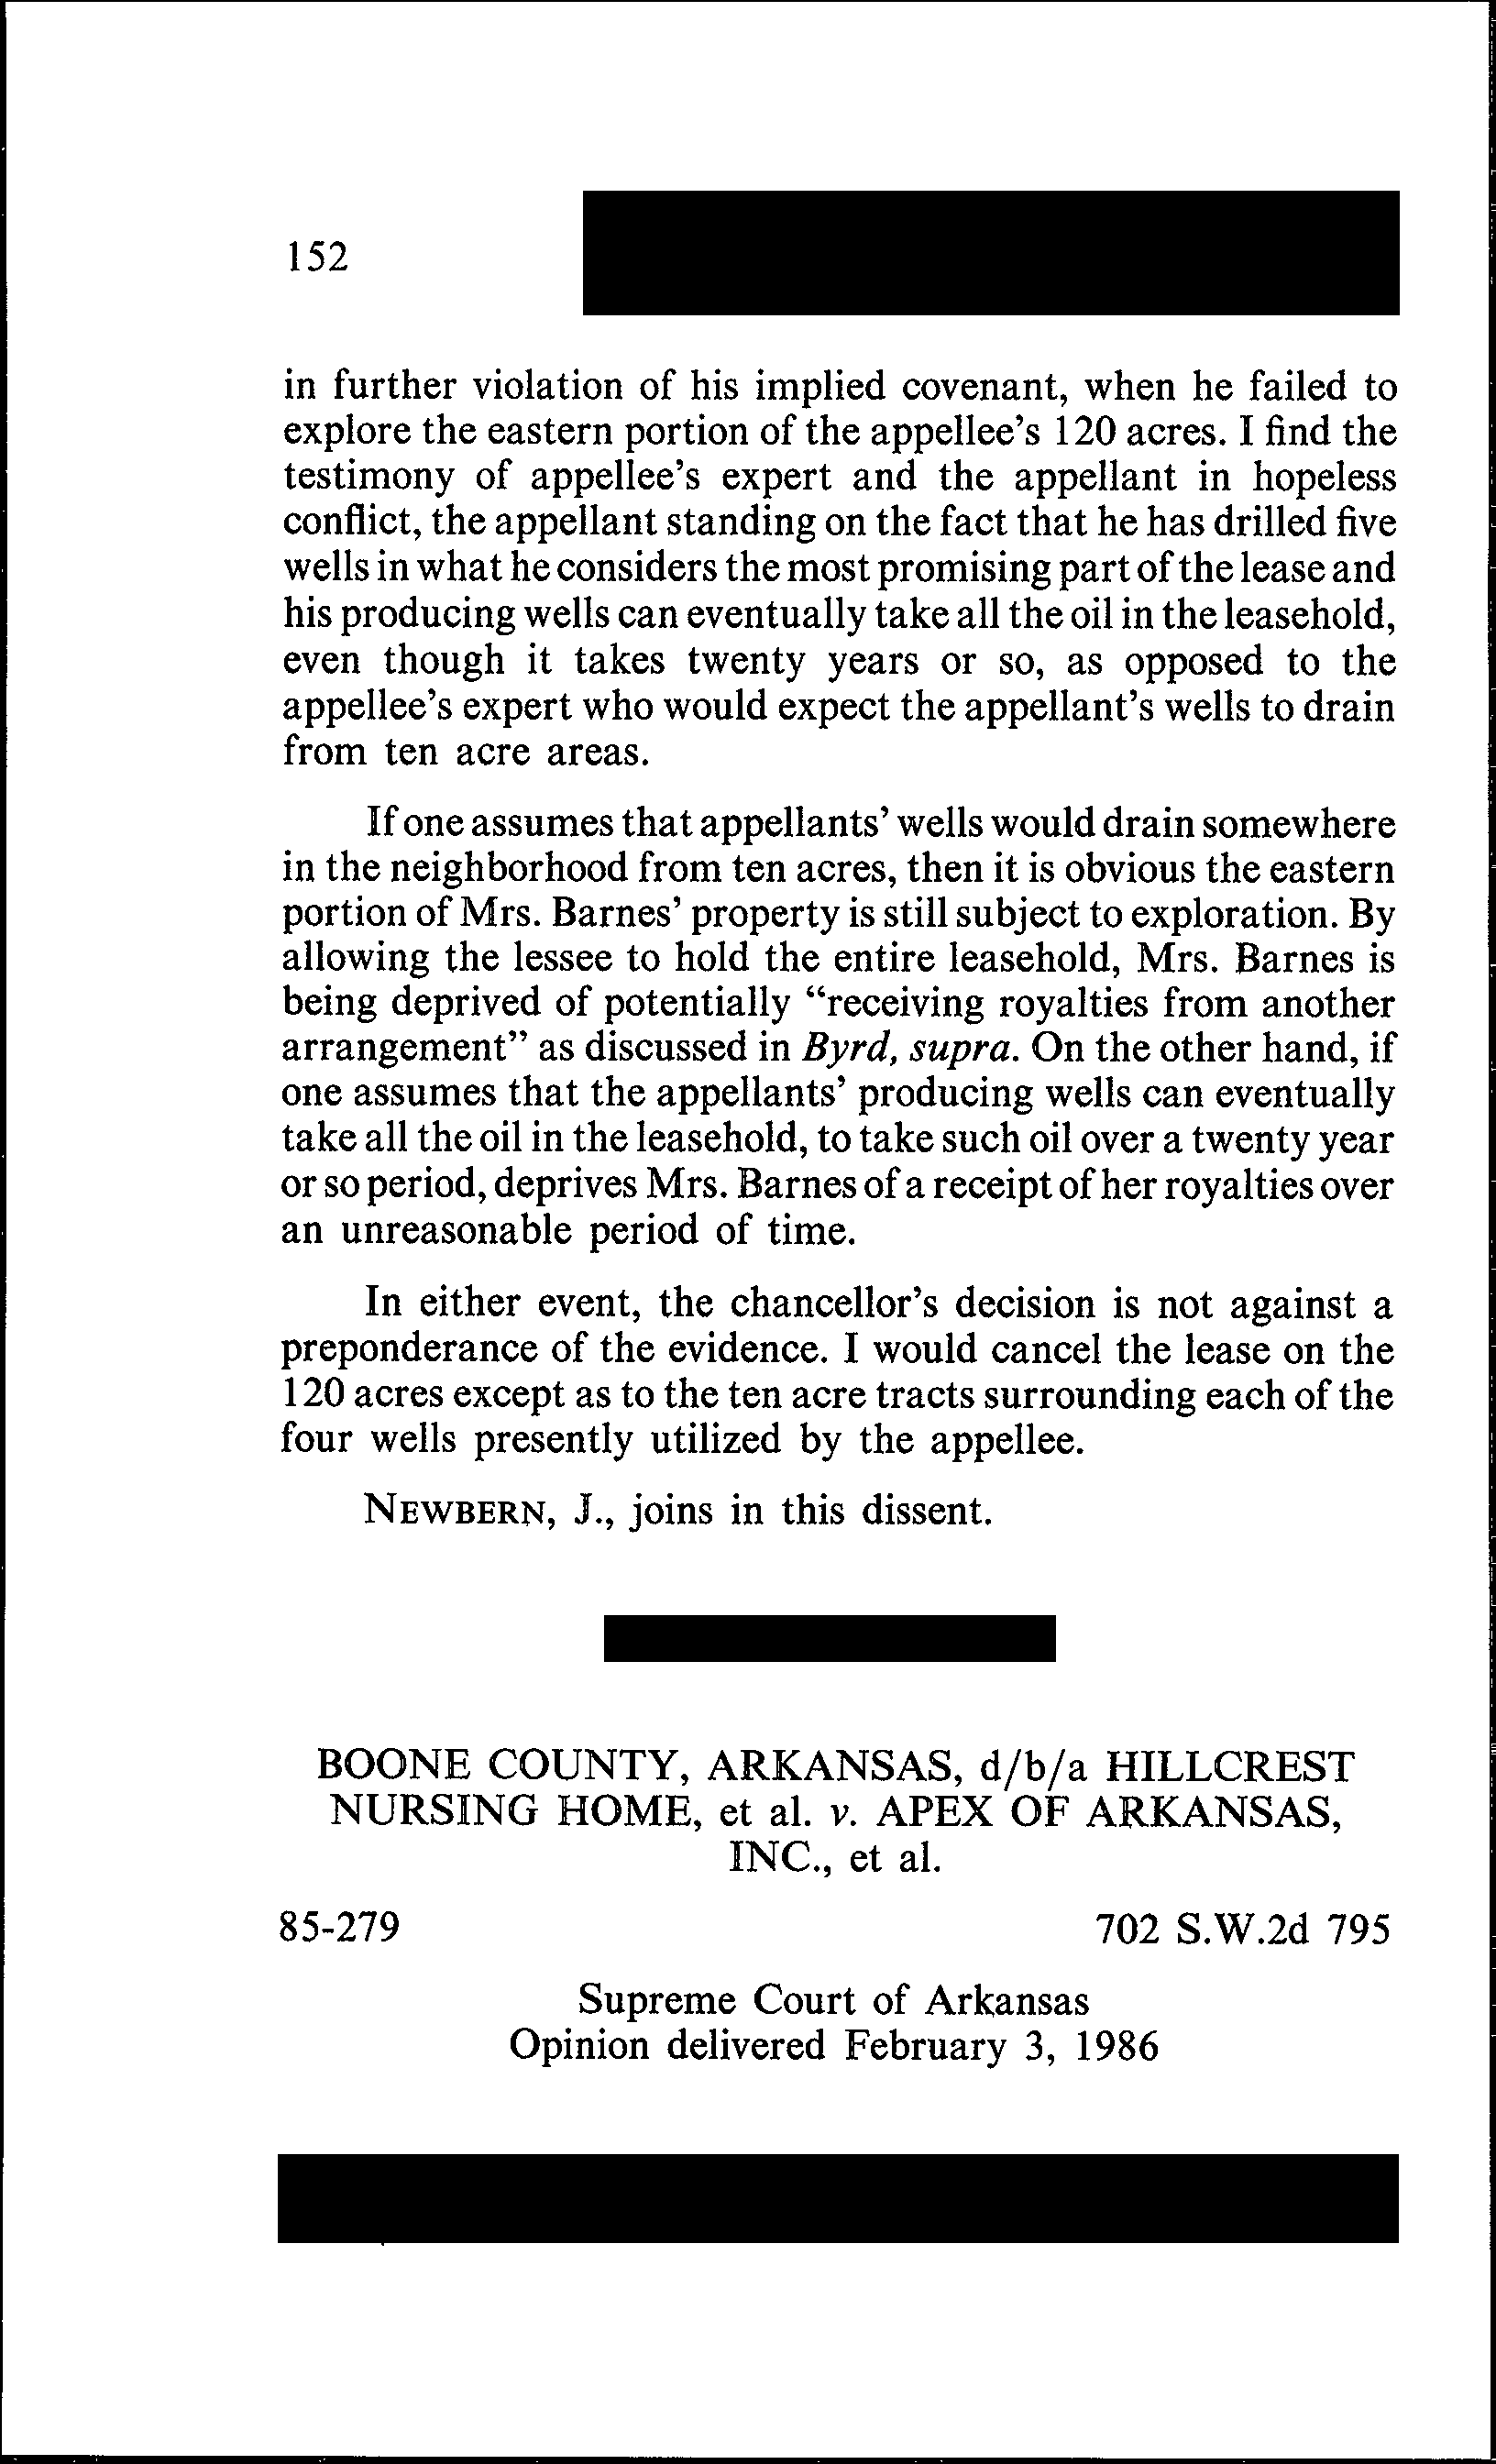 152
in further violation of his implied covenant, when he failed to
explore the eastern portion of the appellee's 120 acres. I find the
testimony of appellee's expert and the appellant in hopeless
conflict, the appellant standing on the fact that he has drilled five
wells in what he considers the most promising part of the lease and
his producing wells can eventually take all the oil in the leasehold,
even though it takes twenty years or so, as opposed to the
appellee's expert who would expect the appellant's wells to drain
from ten acre areas.
If one assumes that appellants' wells would drain somewhere
in the neighborhood from ten acres, then it is obvious the eastern
portion of Mrs. Barnes' property is still subject to exploration. By
allowing the lessee to hold the entire leasehold, Mrs. Barnes is
being deprived of potentially "receiving royalties from another
arrangement" as discussed in Byrd, supra. On the other hand, if
one assumes that the appellants' producing wells can eventually
take all the oil in the leasehold, to take such oil over a twenty year
or so period, deprives Mrs. Barnes of a receipt of her royalties over
an unreasonable period of time.
In either event, the chancellor's decision is not against a
preponderance of the evidence. I would cancel the lease on the
120 acres except as to the ten acre tracts surrounding each of the
four wells presently utilized by the appellee.
NEWBERN, J., joins in this dissent.
BOONE COUNTY, ARKANSAS, d/b/a HILLCREST
NURSING HOME, et al. v. APEX OF ARKANSAS,
INC., et al.
85-279 702 S.W.2d 795
Supreme Court of Arkansas
Opinion delivered February 3, 1986